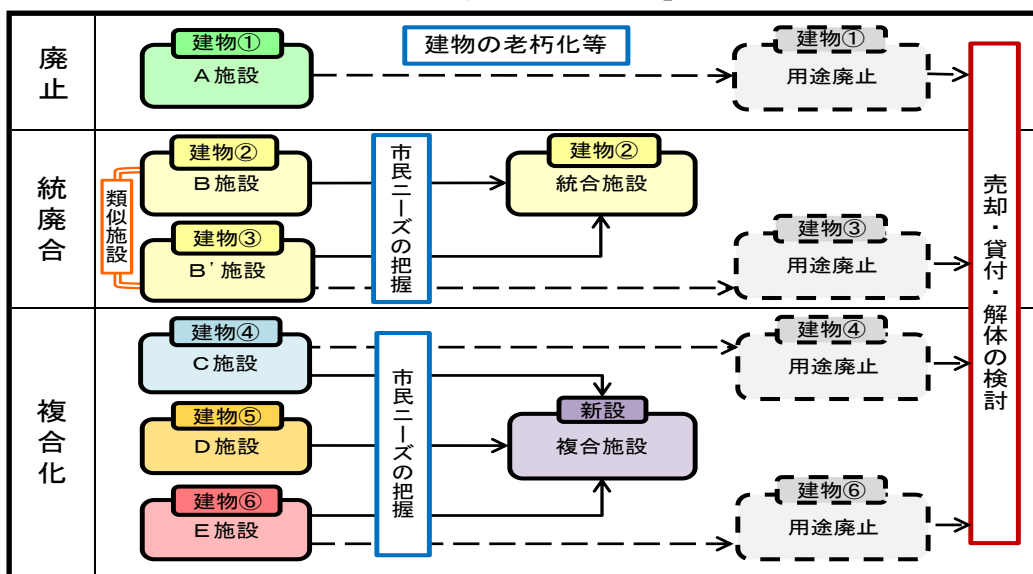 廃止
建物①
A施設
建物の老朽化等
建物①
用途廃止
統廃合
類似施設
建物②
B施設
建物③
B'施設
市民ニーズの把握
建物②
統合施設
建物③
用途廃止
複合化
建物④
C施設
建物⑤
D施設
建物⑥
E施設
市民ニーズの把握
新設
複合施設
建物④
用途廃止
建物⑥
用途廃止
売却・貸付・解体の検討